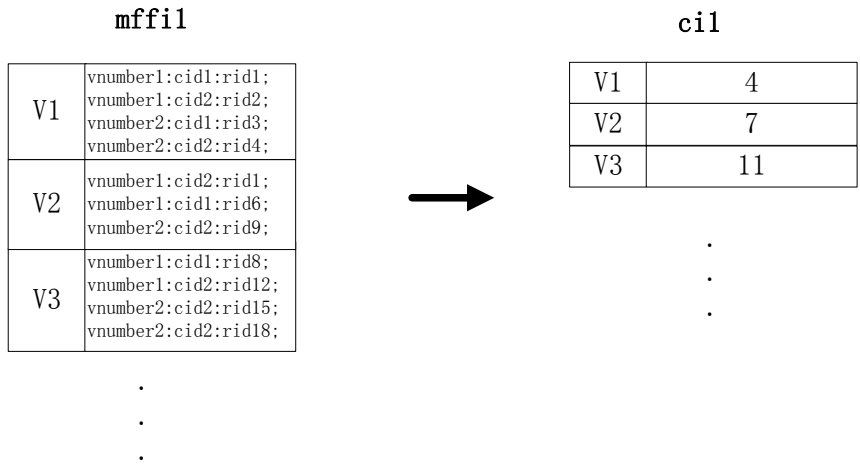 mffi1
V1
vnumber1:cid1:rid1;
vnumber1:cid2:rid2;
vnumber2:cid1:rid3;
vnumber2:cid2:rid4;
V2
vnumber1:cid2:rid1;
vnumber1:cid1:rid6;
vnumber2:cid2:rid9;
V3
vnumber1:cid1:rid8;
vnumber1:cid2:rid12;
vnumber2:cid2:rid15;
vnumber2:cid2:rid18;
.
.
.
ci1
V1 4
V2 7
V3 11
.
.
.